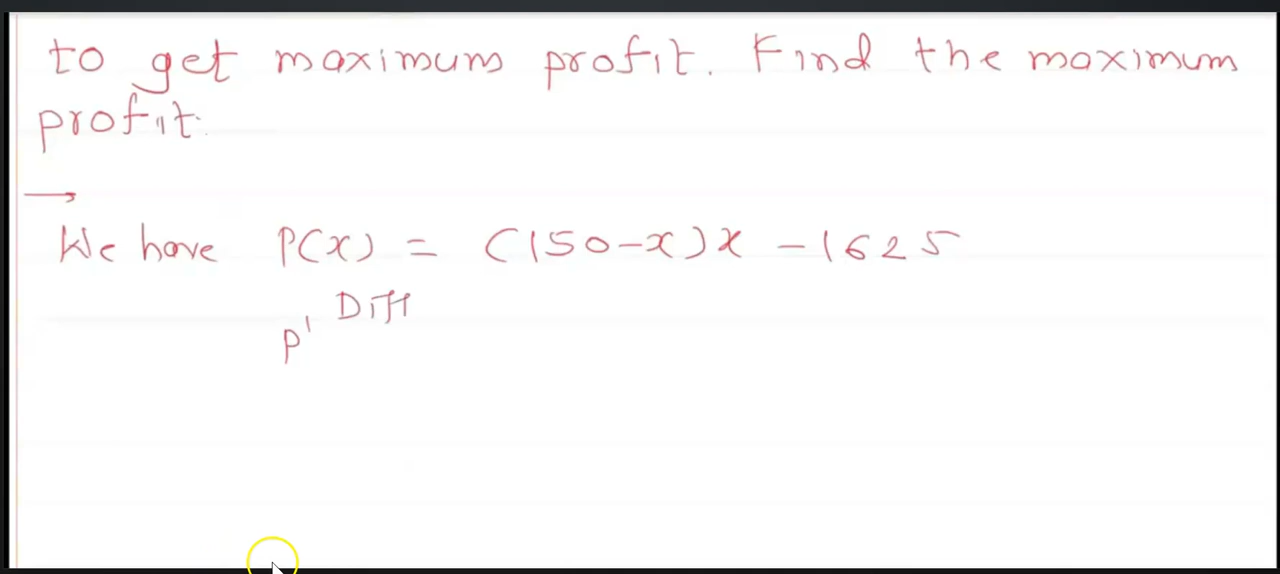 to get maximum profit. Find the maximum
profit.
→
We have P(x) = (150-x)x - 1625
Diff
P'